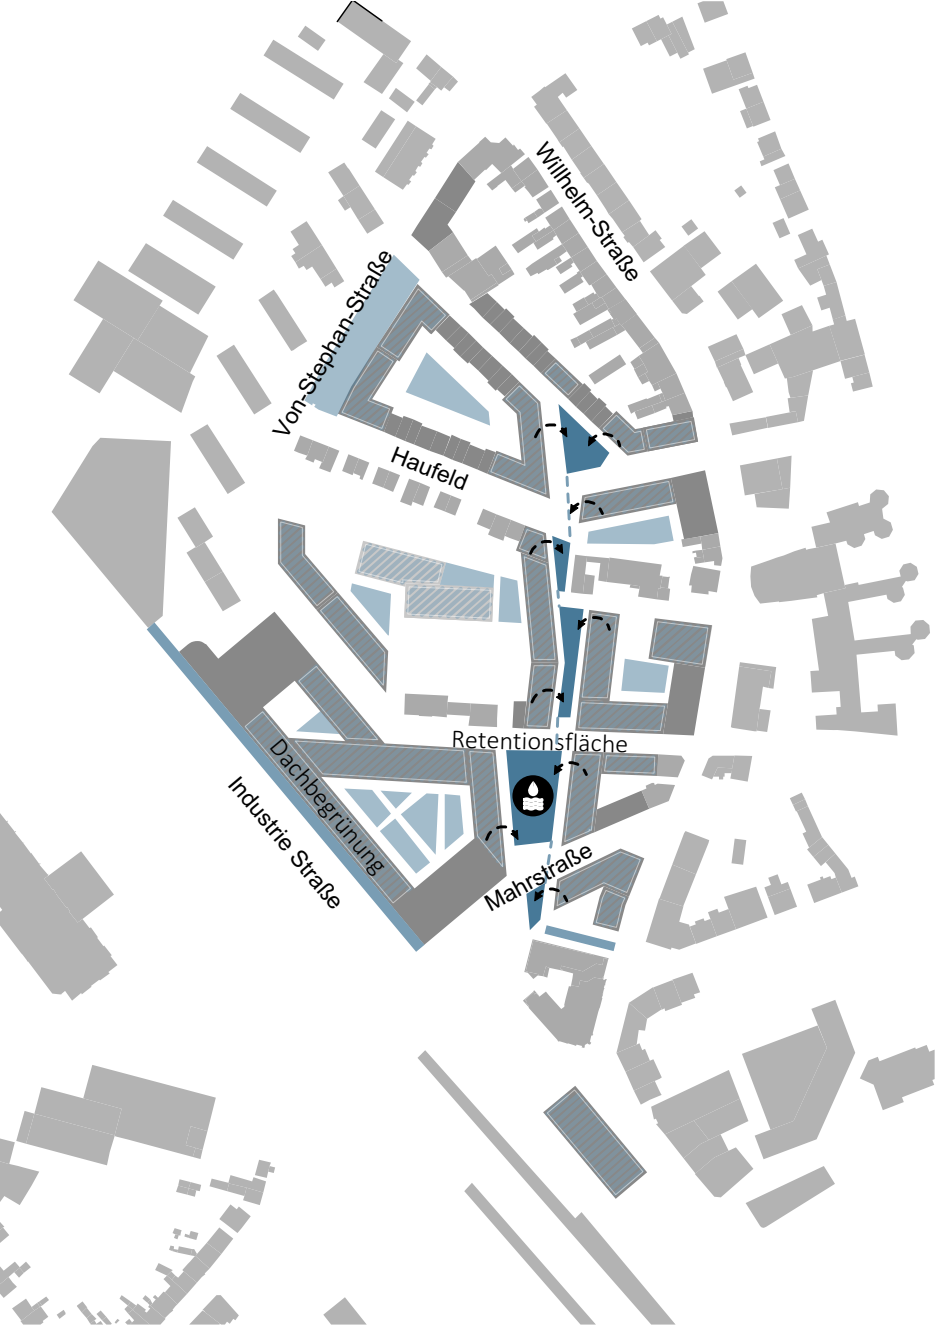 Willhelm-Straße
Von-Stephan-Straße
Haufeld
Retentionsfläche
Dachbegrünung
Industrie Straße
Mahrstraße